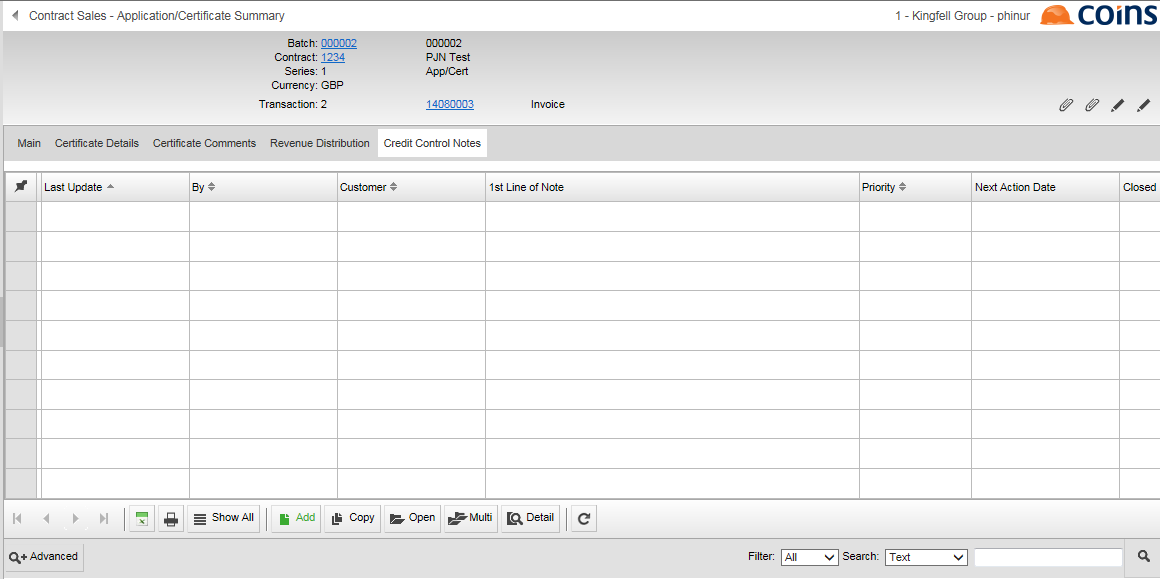 Contract Sales - Application/Certificate Summary
1 - Kingfell Group - phinur
coins
Batch: 000002 000002
Contract: 1234 PJN Test
Series: 1 App/Cert
Currency: GBP
Transaction: 2 14080003 Invoice
Main Certificate Details Certificate Comments Revenue Distribution Credit Control Notes
Last Update By Customer 1st Line of Note Priority Next Action Date Closed
Show All Add Copy Open Multi Detail
Advanced Filter: All Search: Text